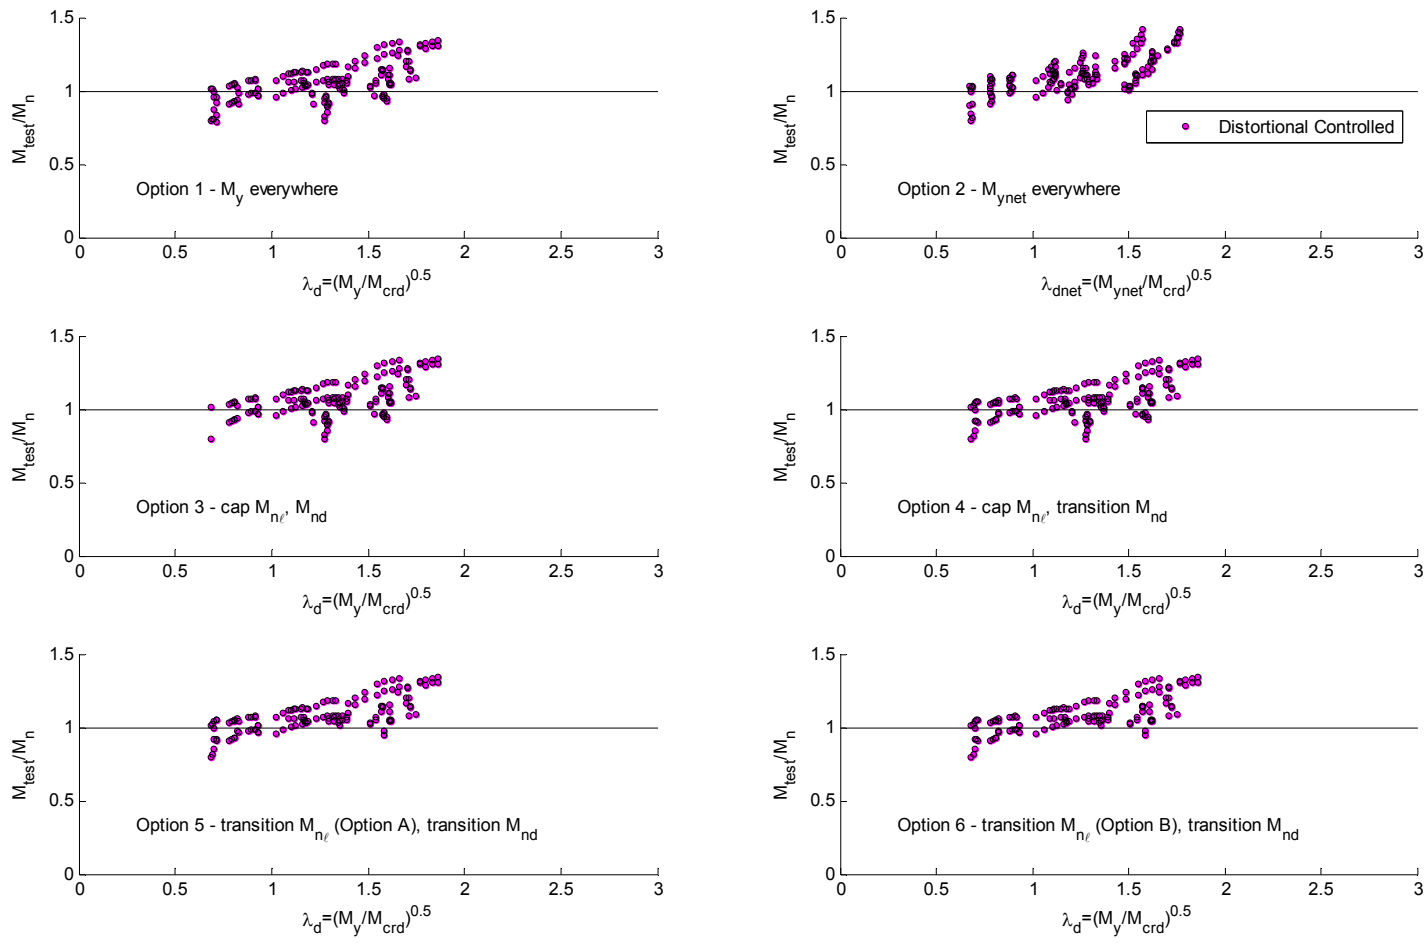 1.5
1
0.5
0
M_test/M_n
Option 1 - M_y everywhere
0 0.5 1 1.5 2 2.5 3
λ_d=(M_y/M_crd)^0.5
1.5
1
0.5
0
M_test/M_n
Distortional Controlled
Option 2 - M_ynet everywhere
0 0.5 1 1.5 2 2.5 3
λ_dnet=(M_ynet/M_crd)^0.5
1.5
1
0.5
0
M_test/M_n
Option 3 - cap M_nℓ, M_nd
0 0.5 1 1.5 2 2.5 3
λ_d=(M_y/M_crd)^0.5
1.5
1
0.5
0
M_test/M_n
Option 4 - cap M_nℓ, transition M_nd
0 0.5 1 1.5 2 2.5 3
λ_d=(M_y/M_crd)^0.5
1.5
1
0.5
0
M_test/M_n
Option 5 - transition M_nℓ (Option A), transition M_nd
0 0.5 1 1.5 2 2.5 3
λ_d=(M_y/M_crd)^0.5
1.5
1
0.5
0
M_test/M_n
Option 6 - transition M_nℓ (Option B), transition M_nd
0 0.5 1 1.5 2 2.5 3
λ_d=(M_y/M_crd)^0.5